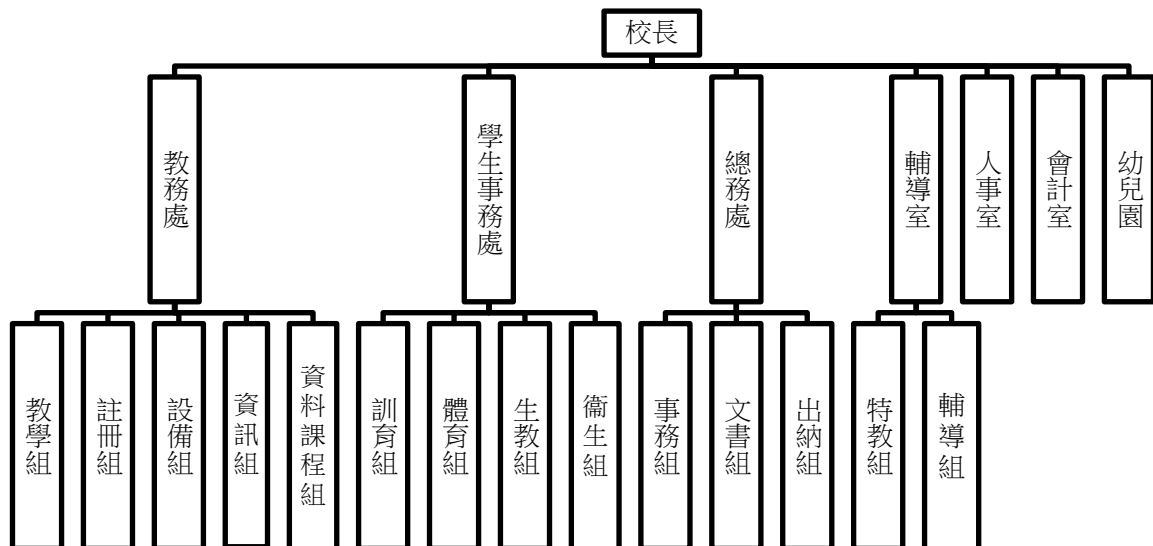 校長
教務處
學生事務處
總務處
輔導室
人事室
會計室
幼兒園
教學組
註冊組
設備組
資訊組
資料課程組
訓育組
體育組
生教組
衞生組
事務組
文書組
出納組
特教組
輔導組